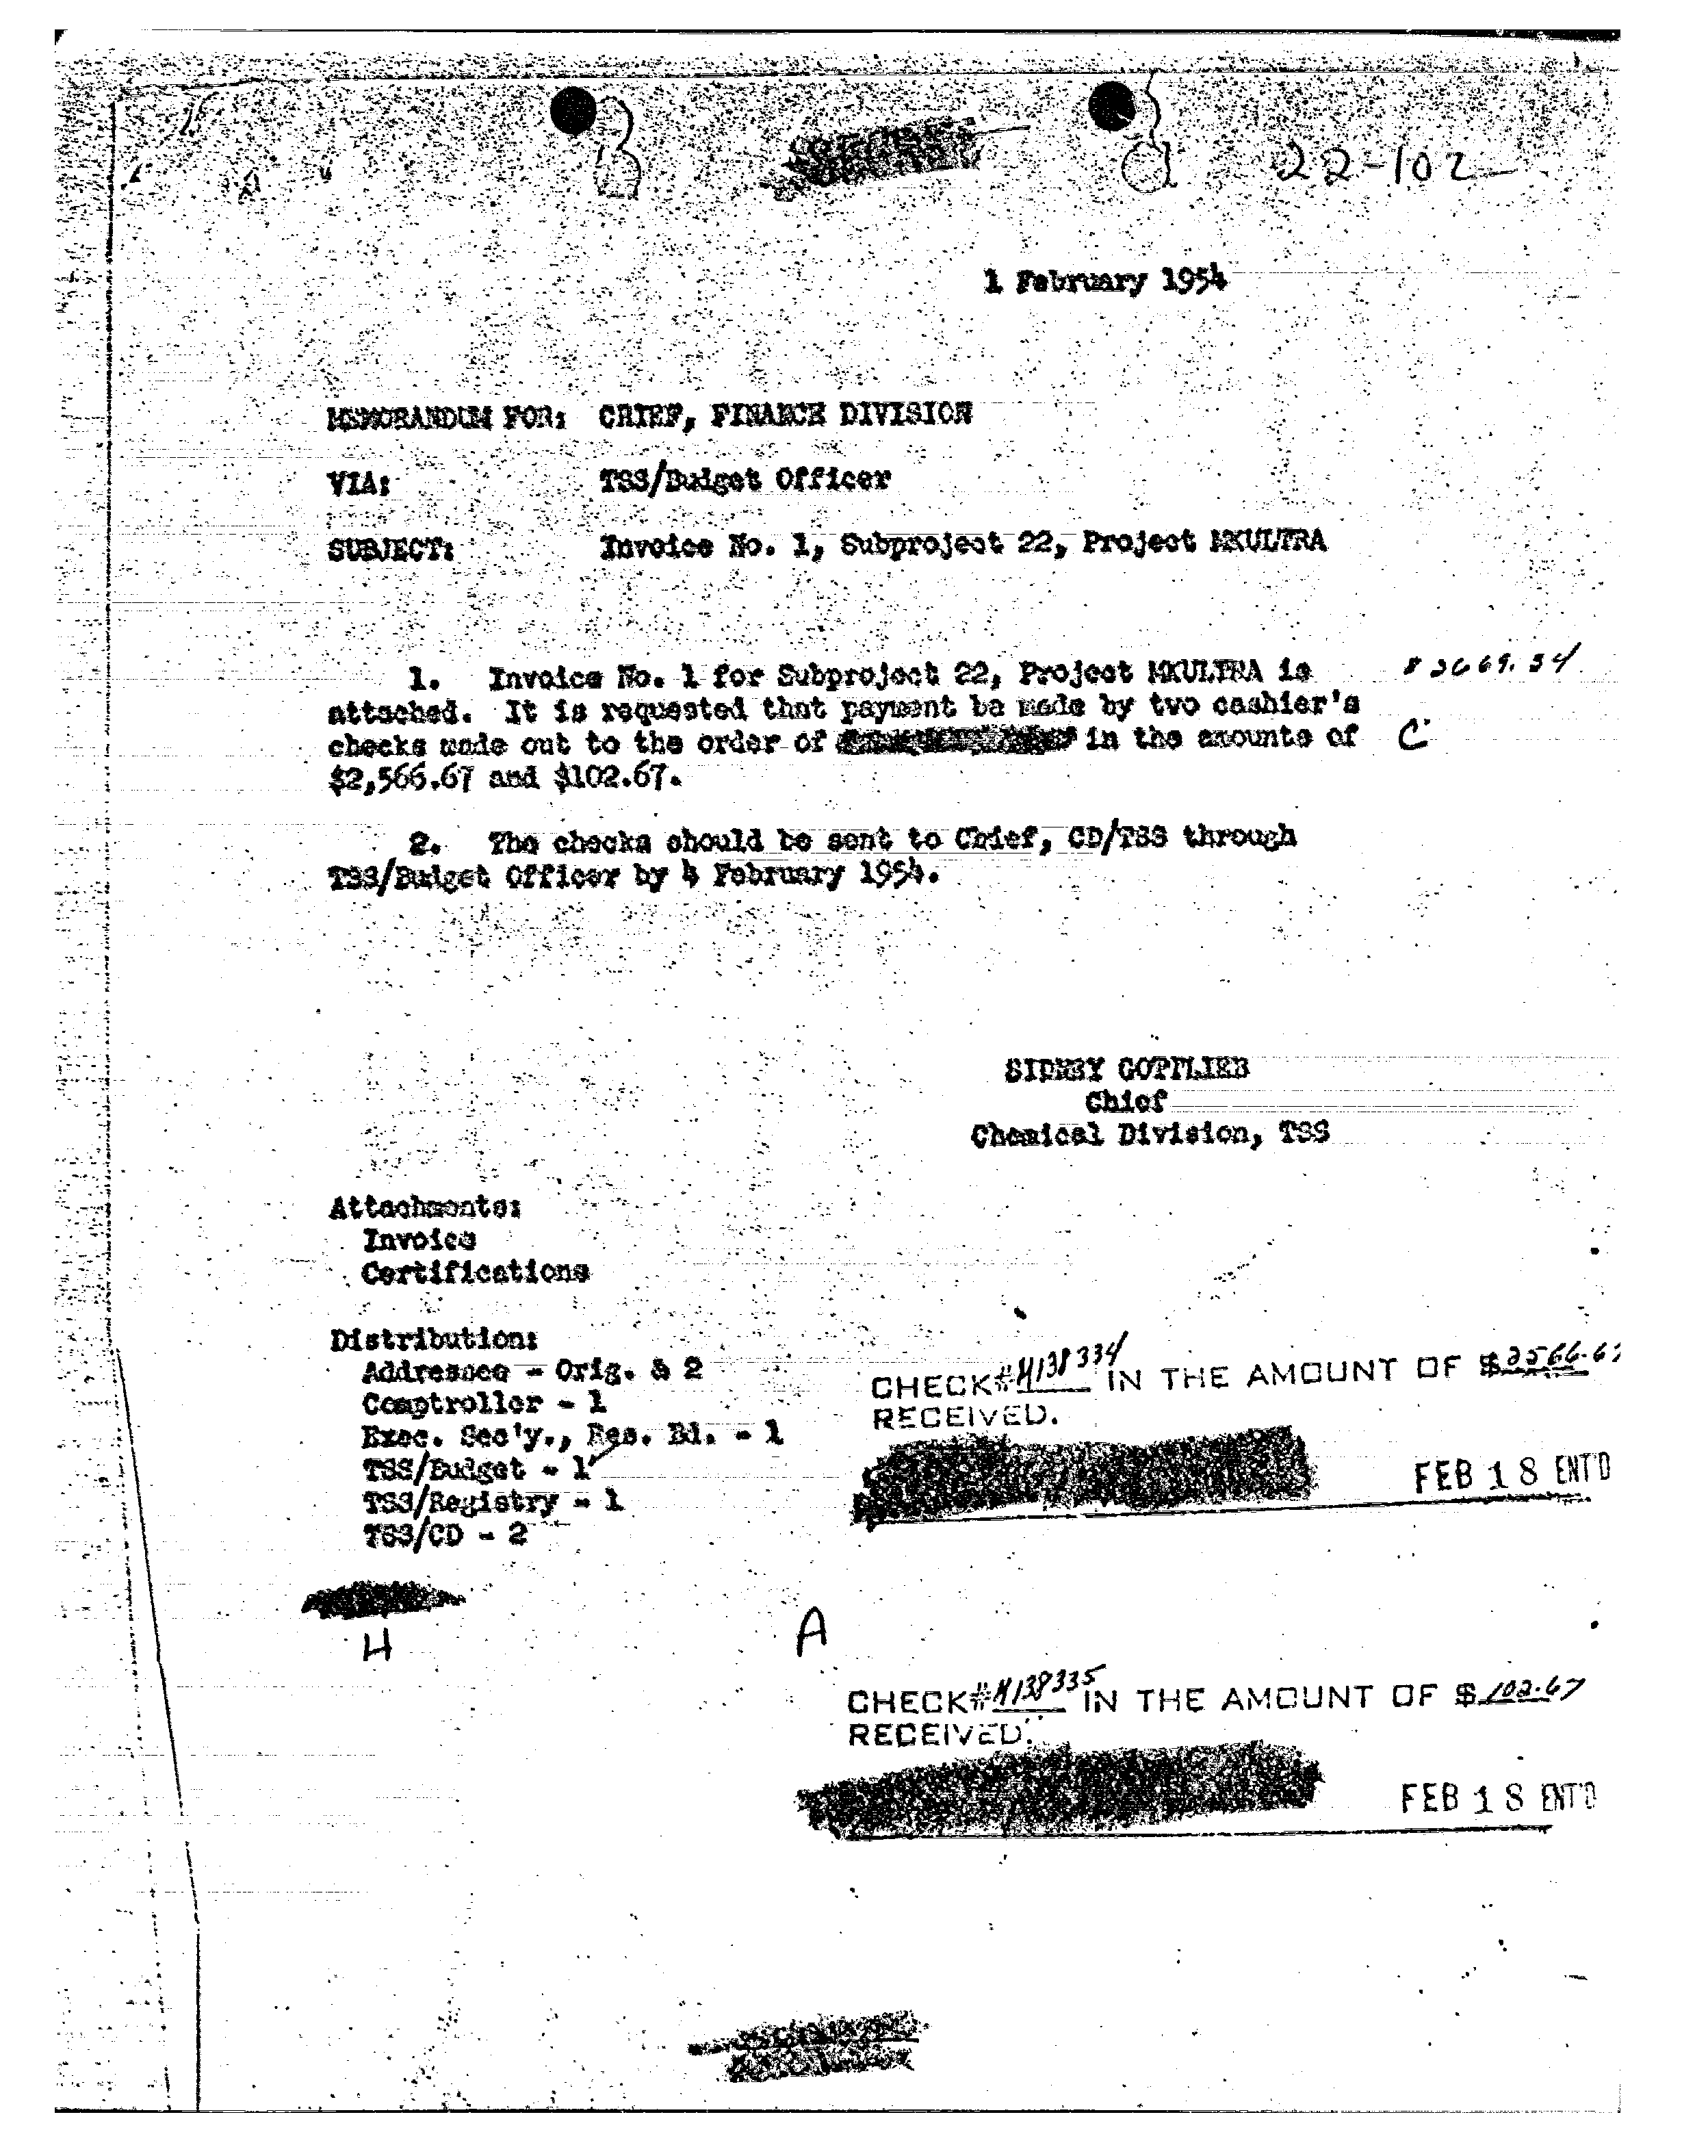 22-102
1 February 1954
MEMORANDUM FOR: CHIEF, FINANCE DIVISION
VIA: TSS/Budget Officer
SUBJECT: Invoice No. 1, Subproject 22, Project MKULTRA
1. Invoice No. 1 for Subproject 22, Project MKULTRA is
attached. It is requested that payment be made by two cashier's
checks made out to the order of in the amounts of
C
$2,566.67 and $102.67.
2. The checks should be sent to Chief, CD/TSS through
TSS/Budget Officer by 4 February 1954.
SIDNEY GOTTLIEB
Chief
Chemical Division, TSS
Attachments:
Invoice
Certifications
Distribution:
Addressee - Orig. & 2
Comptroller - 1
Exec. Sec'y., Res. Bd. - 1
TSS/Budget - 1
TSS/Registry - 1
TSS/CD - 2
CHECK# H138334 IN THE AMOUNT OF $ 2566.67
RECEIVED.
FEB 18 ENT'D
H
A
CHECK# H138335 IN THE AMOUNT OF $ 102.67
RECEIVED.
FEB 18 ENT'D